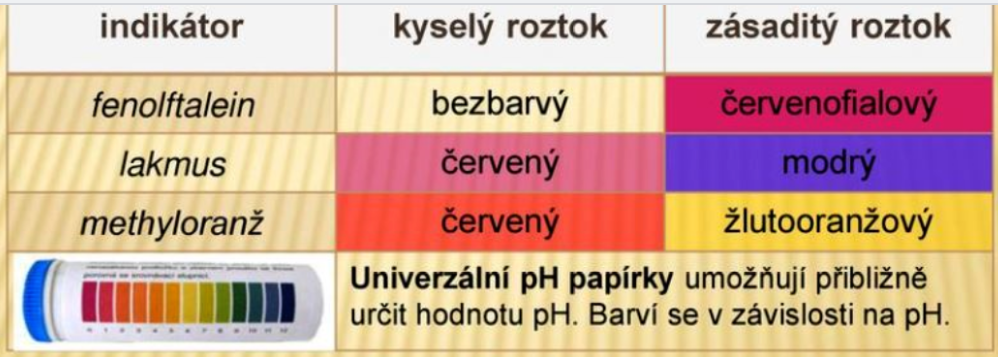 indikátor kyselý roztok zásaditý roztok
fenolftalein bezbarvý červenofialový
lakmus červený modrý
methyloranž červený žlutooranžový
Univerzální pH papírky umožňují přibližně
určit hodnotu pH. Barví se v závislosti na pH.